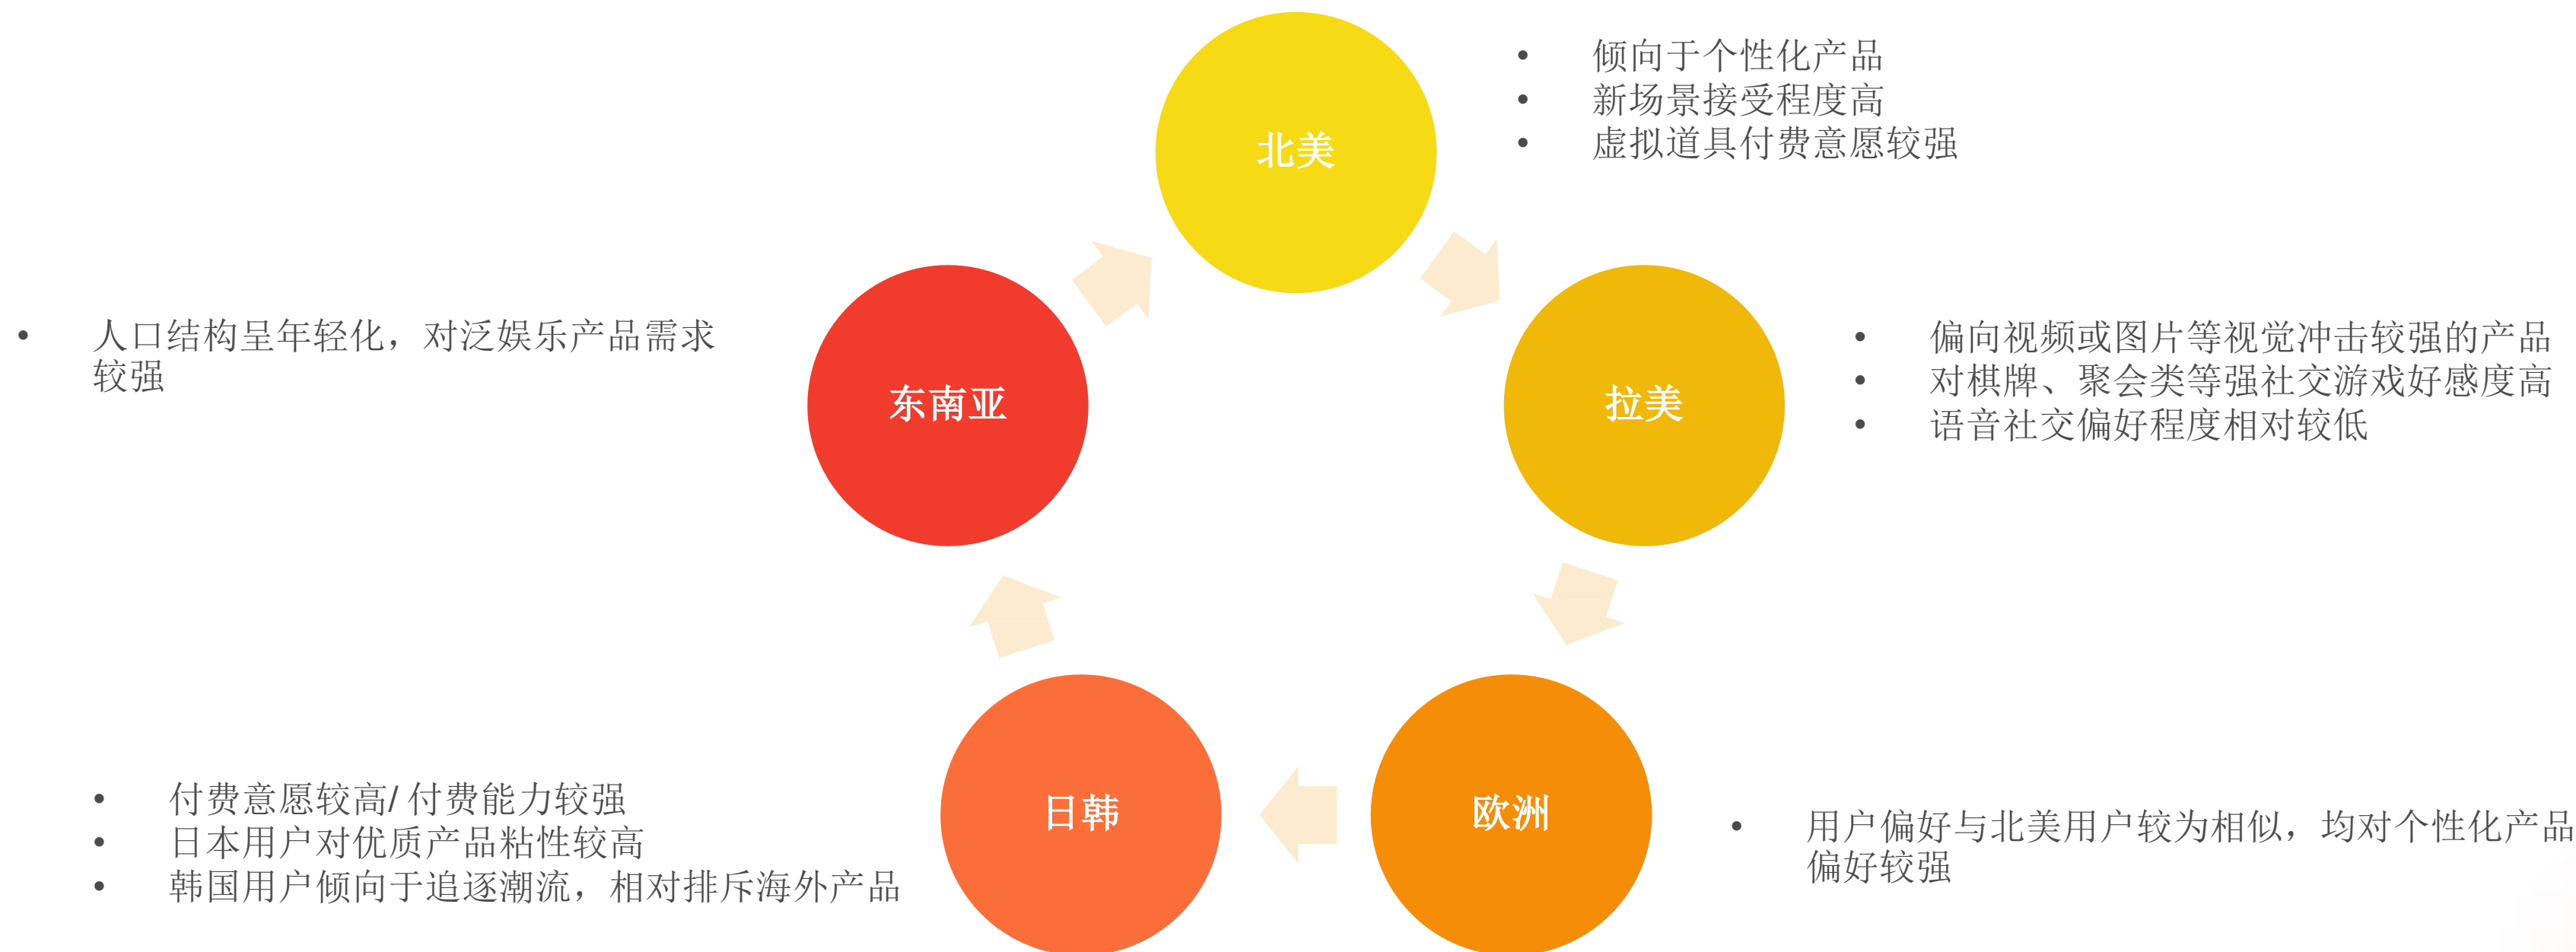 北美
• 倾向于个性化产品
• 新场景接受程度高
• 虚拟道具付费意愿较强
拉美
• 偏向视频或图片等视觉冲击较强的产品
• 对棋牌、聚会类等强社交游戏好感度高
• 语音社交偏好程度相对较低
欧洲
• 用户偏好与北美用户较为相似，均对个性化产品
偏好较强
日韩
• 付费意愿较高/ 付费能力较强
• 日本用户对优质产品粘性较高
• 韩国用户倾向于追逐潮流，相对排斥海外产品
东南亚
• 人口结构呈年轻化，对泛娱乐产品需求
较强